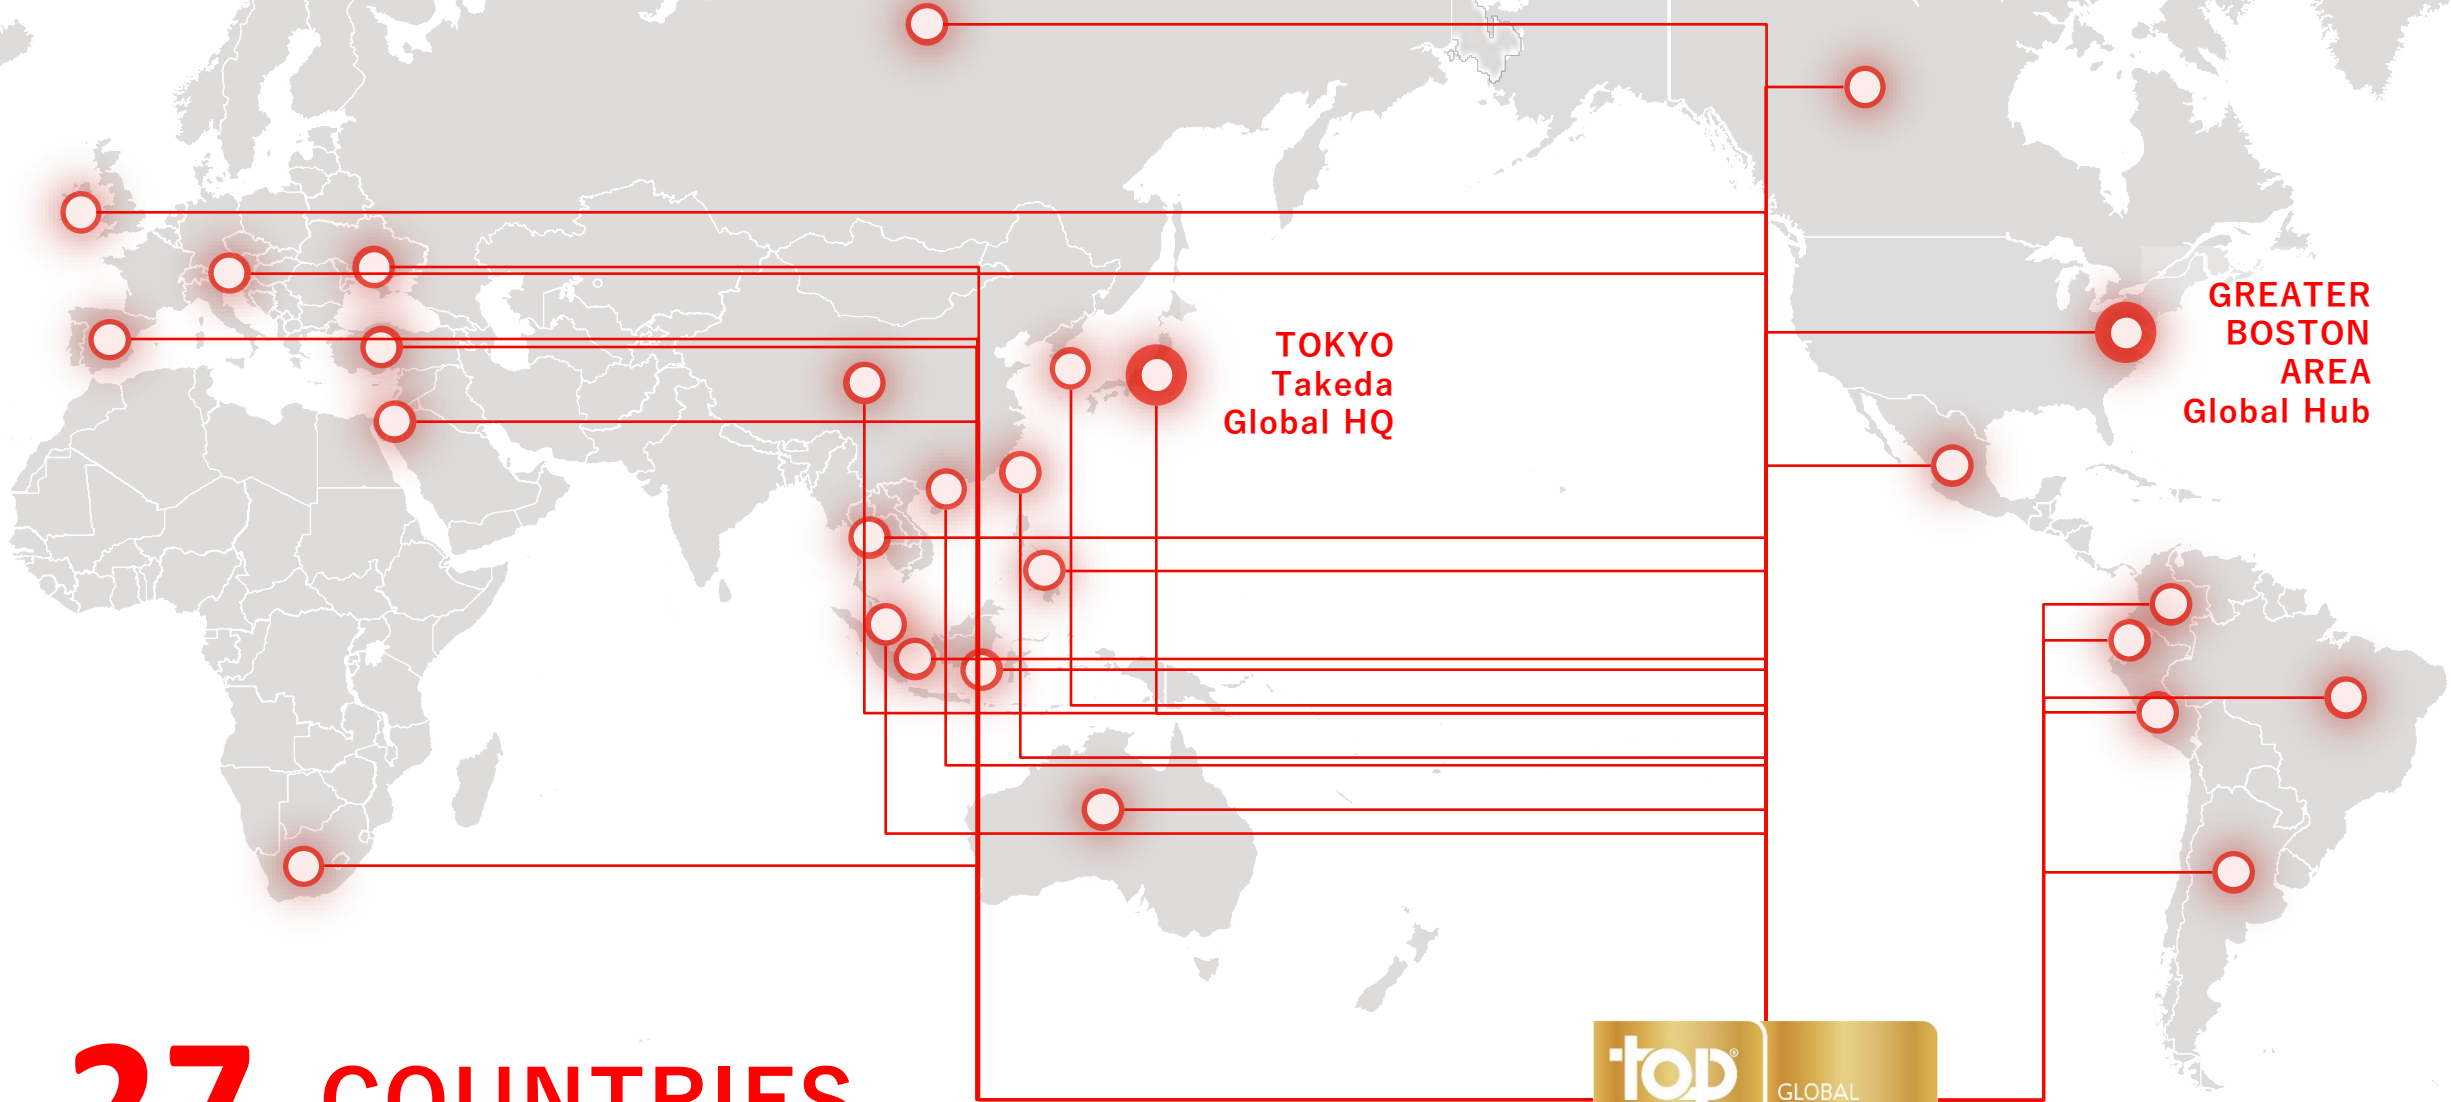 TOKYO
Takeda
Global HQ
GREATER
BOSTON
AREA
Global Hub
27 COUNTRIES
top®
GLOBAL